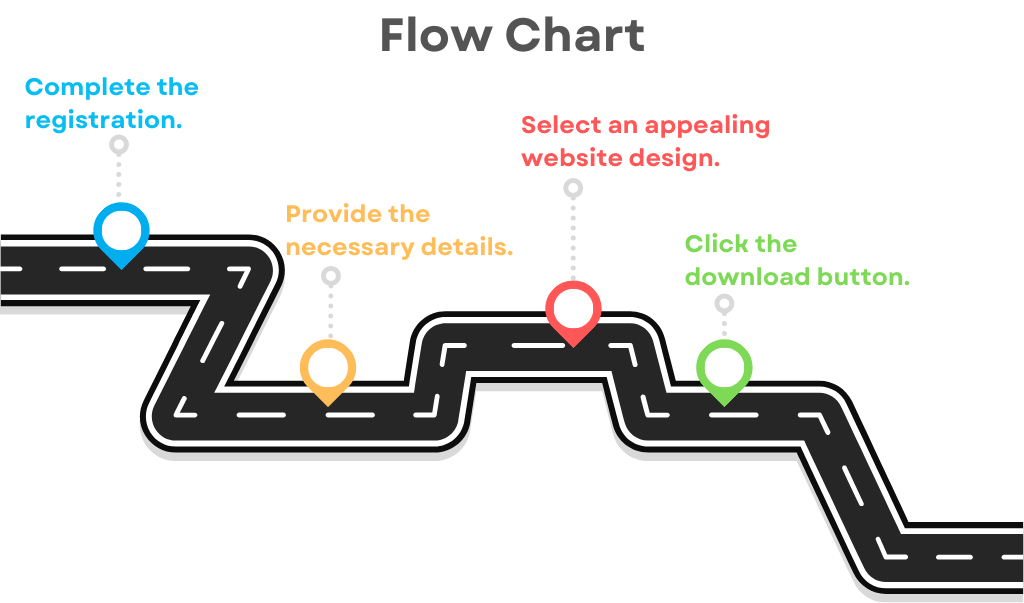 Flow Chart
Complete the
registration.
Provide the
necessary details.
Select an appealing
website design.
Click the
download button.